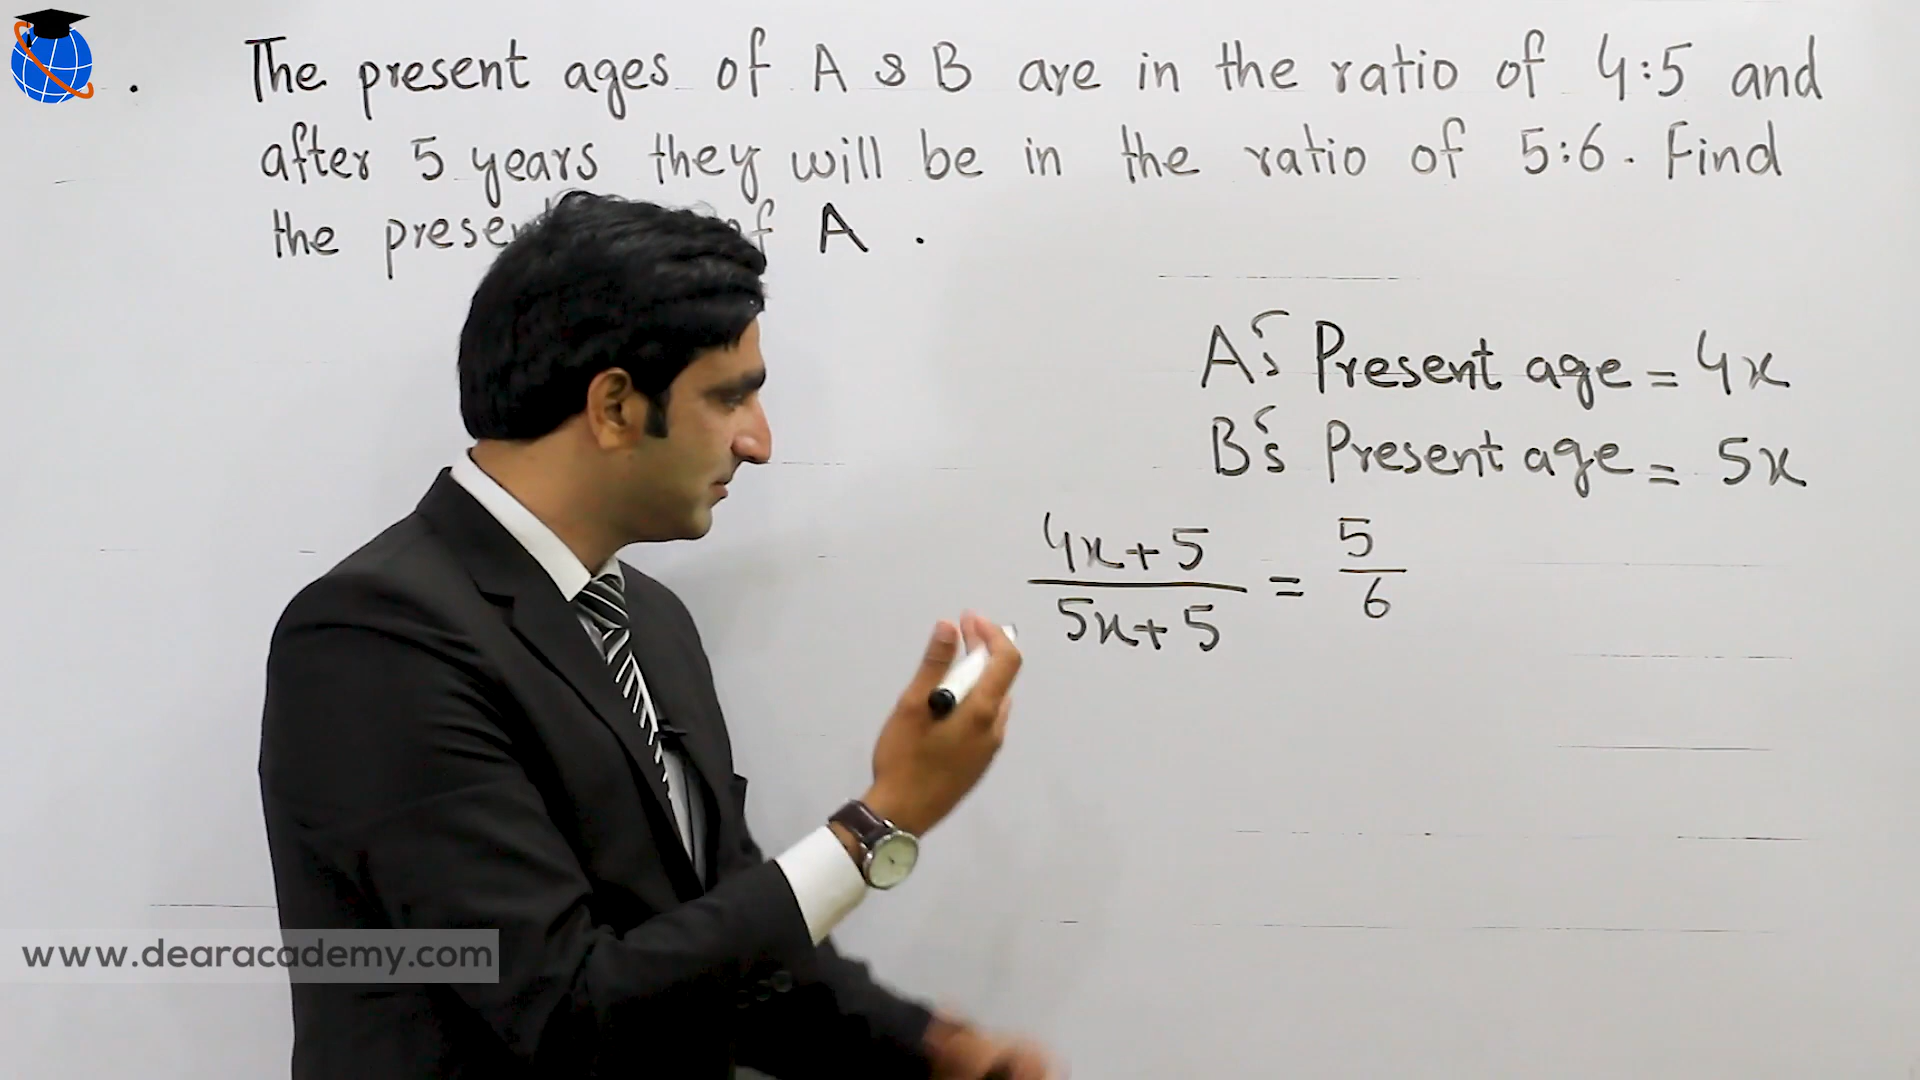 The present ages of A & B are in the ratio of 4:5 and
after 5 years they will be in the ratio of 5:6. Find
the of A.
A's Present age = 4x
B's Present age = 5x
4x+5 = 5
5x+5 6
www.dearacademy.com